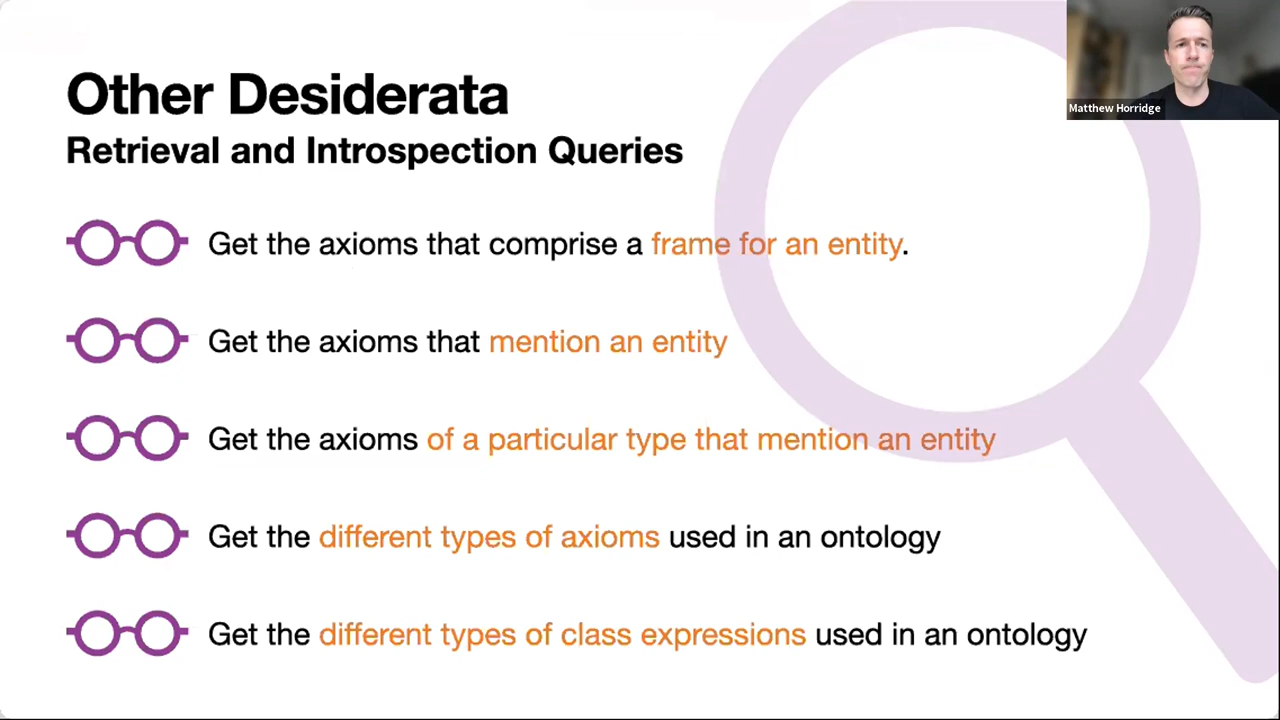 Other Desiderata
Retrieval and Introspection Queries
Matthew Horridge
Get the axioms that comprise a frame for an entity.
Get the axioms that mention an entity
Get the axioms of a particular type that mention an entity
Get the different types of axioms used in an ontology
Get the different types of class expressions used in an ontology